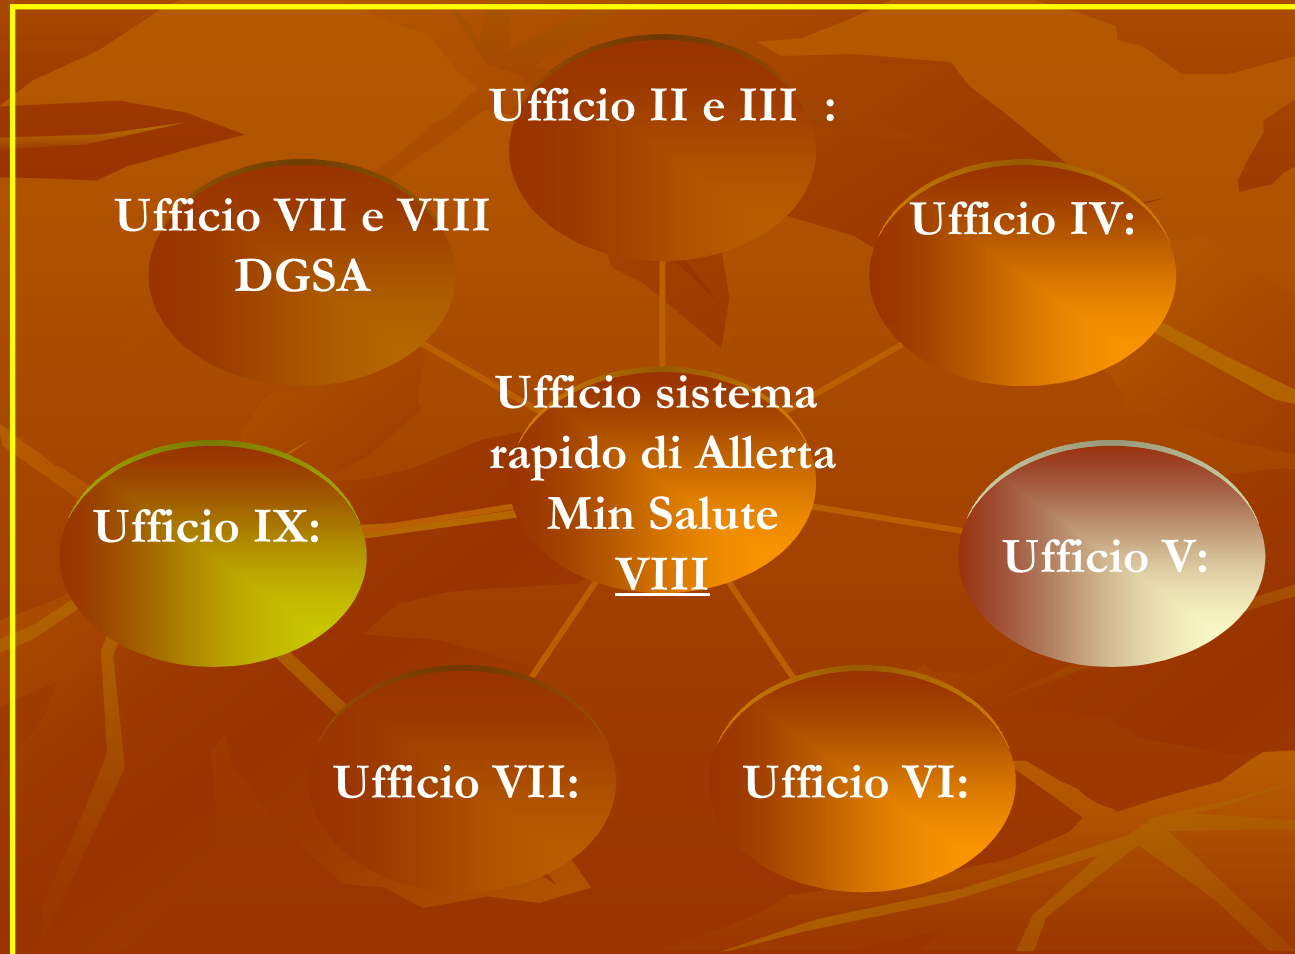 Ufficio II e III  :
Ufficio VII e VIII
DGSA
Ufficio IV:
Ufficio sistema
rapido di Allerta
Min Salute
VIII
Ufficio IX:
Ufficio V:
Ufficio VII:
Ufficio VI: